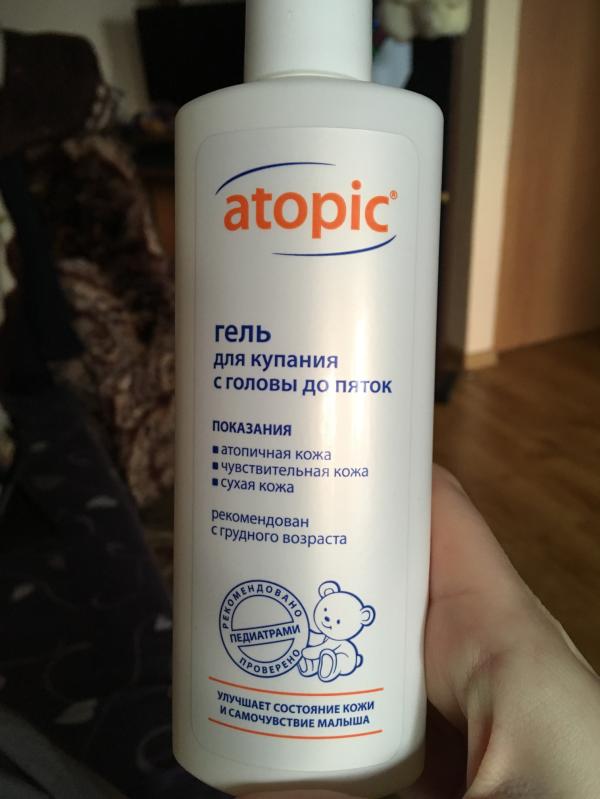 atopic®
гель
для купания
с головы до пяток
ПОКАЗАНИЯ
атопичная кожа
чувствительная кожа
сухая кожа
рекомендован
с грудного возраста
РЕКОМЕНДОВАНО
ПЕДИАТРАМИ
ПРОВЕРЕНО
УЛУЧШАЕТ СОСТОЯНИЕ КОЖИ
И САМОЧУВСТВИЕ МАЛЫША